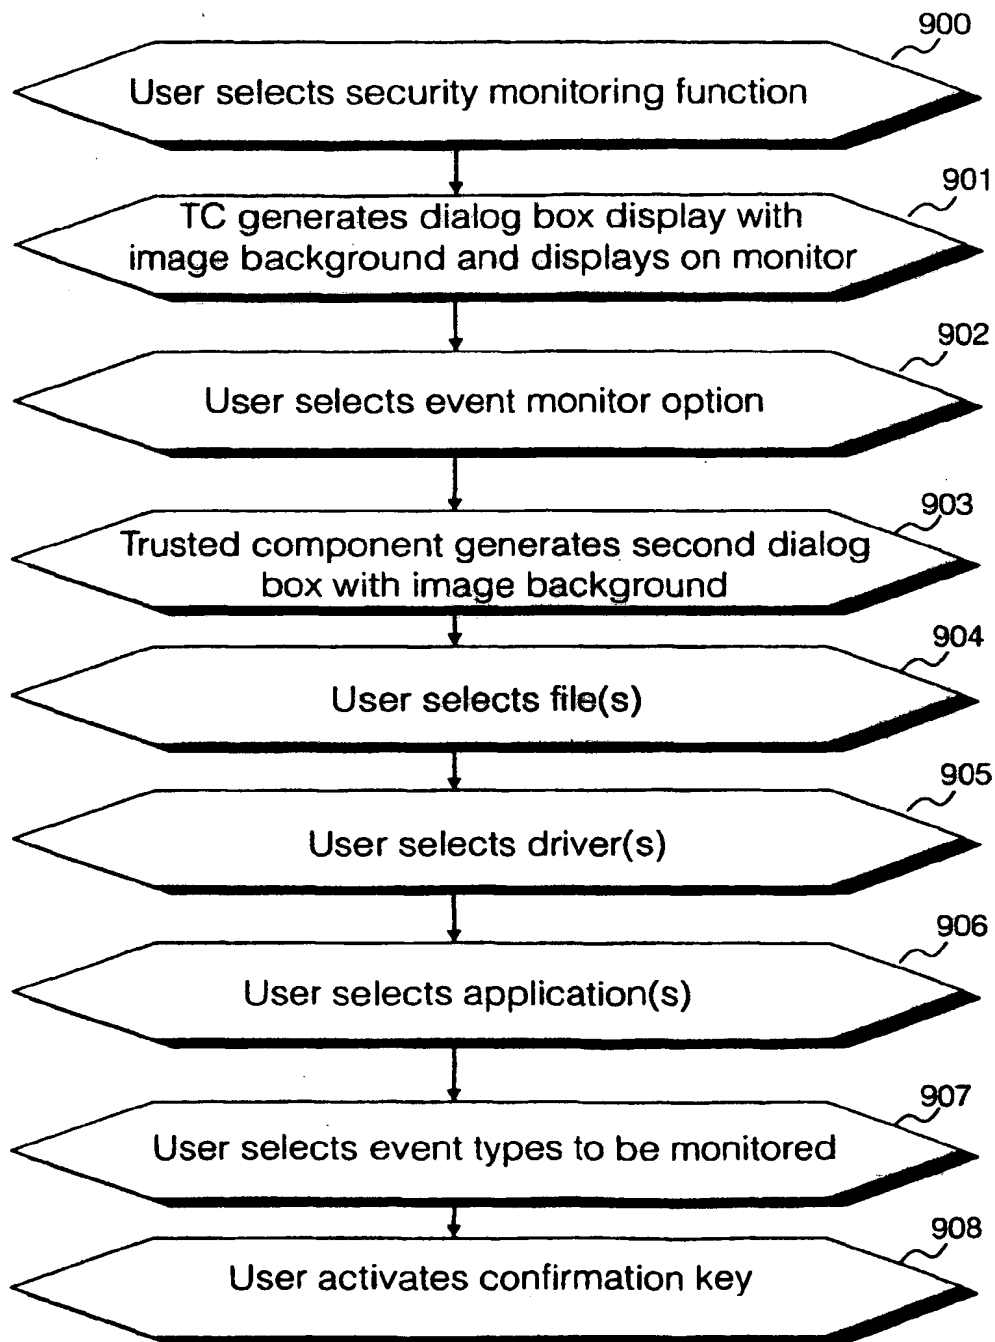 900
User selects security monitoring function
901
TC generates dialog box display with
image background and displays on monitor
902
User selects event monitor option
903
Trusted component generates second dialog
box with image background
904
User selects file(s)
905
User selects driver(s)
906
User selects application(s)
907
User selects event types to be monitored
908
User activates confirmation key